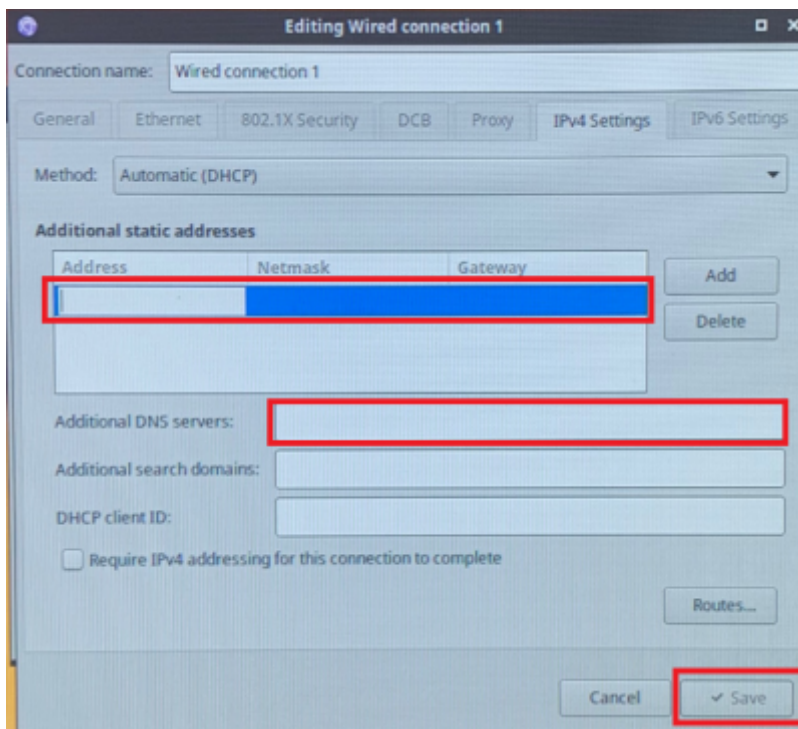 Editing Wired connection 1
Connection name: Wired connection 1
General Ethernet 802.1X Security DCB Proxy IPv4 Settings IPv6 Settings
Method: Automatic (DHCP)
Additional static addresses
Address Netmask Gateway
Add
Delete
Additional DNS servers:
Additional search domains:
DHCP client ID:
Require IPv4 addressing for this connection to complete
Routes...
Cancel Save